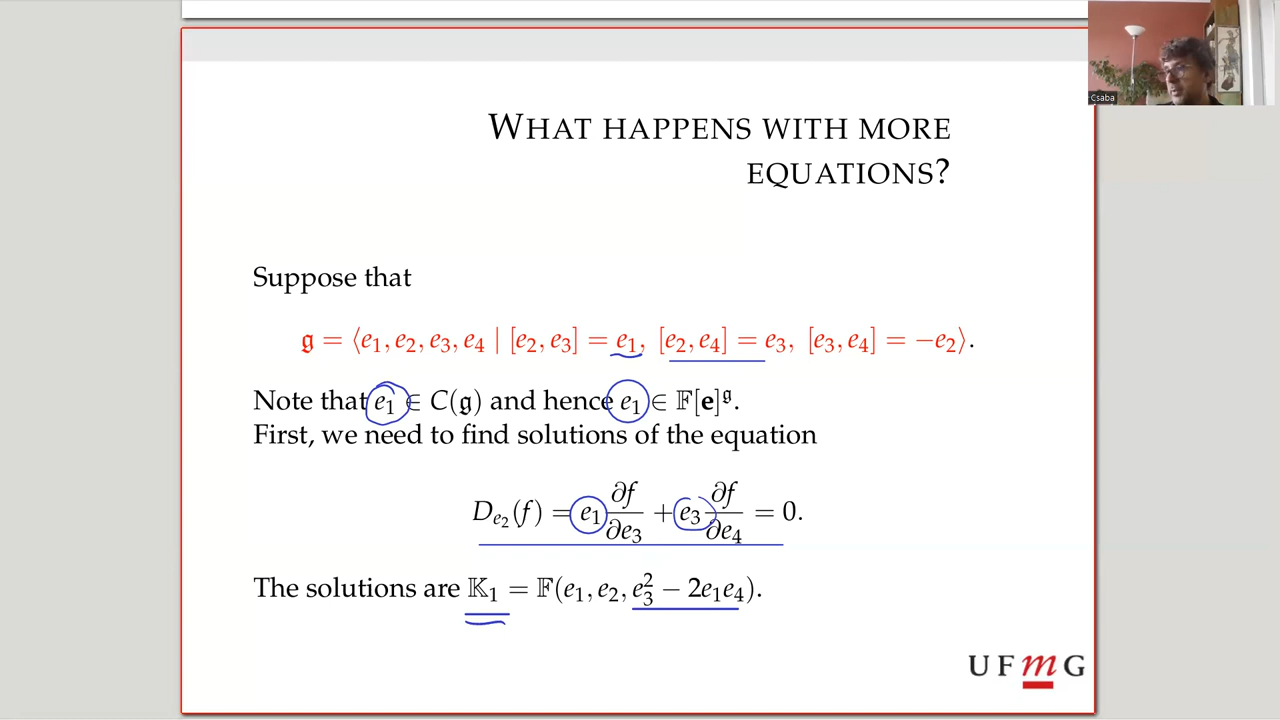 Csaba
WHAT HAPPENS WITH MORE
EQUATIONS?
Suppose that
𝔤 = ⟨e₁, e₂, e₃, e₄ | [e₂, e₃] = e₁, [e₂, e₄] = e₃, [e₃, e₄] = −e₂⟩.
Note that e₁ ∈ C(𝔤) and hence e₁ ∈ 𝔽[𝐞]^𝔤.
First, we need to find solutions of the equation
D_{e₂}(f) = e₁ ∂f/∂e₃ + e₃ ∂f/∂e₄ = 0.
The solutions are 𝕂₁ = 𝔽(e₁, e₂, e₃² − 2e₁e₄).
UFmG